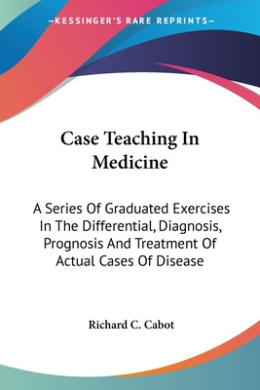 •KESSINGER'S RARE REPRINTS•
Case Teaching In
Medicine
A Series Of Graduated Exercises
In The Differential, Diagnosis,
Prognosis And Treatment Of
Actual Cases Of Disease
Richard C. Cabot